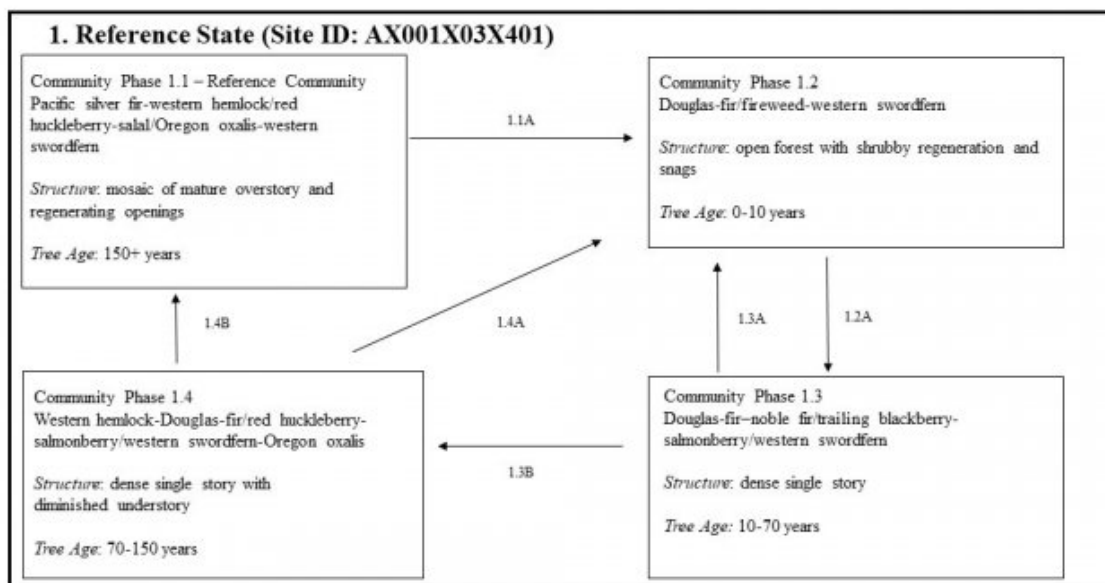 1. Reference State (Site ID: AX001X03X401)
Community Phase 1.1 – Reference Community
Pacific silver fir-western hemlock/red
huckleberry-salal/Oregon oxalis-western
swordfern
Structure: mosaic of mature overstory and
regenerating openings
Tree Age: 150+ years
1.1A
Community Phase 1.2
Douglas-fir/fireweed-western swordfern
Structure: open forest with shrubby regeneration and
snags
Tree Age: 0-10 years
1.4B
1.4A
1.3A
1.2A
Community Phase 1.4
Western hemlock-Douglas-fir/red huckleberry-
salmonberry/western swordfern-Oregon oxalis
Structure: dense single story with
diminished understory
Tree Age: 70-150 years
1.3B
Community Phase 1.3
Douglas-fir–noble fir/trailing blackberry-
salmonberry/western swordfern
Structure: dense single story
Tree Age: 10-70 years